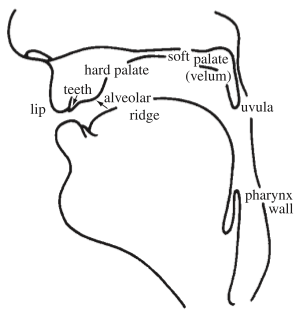 soft palate
(velum)
hard palate
teeth
alveolar
ridge
lip
uvula
pharynx
wall